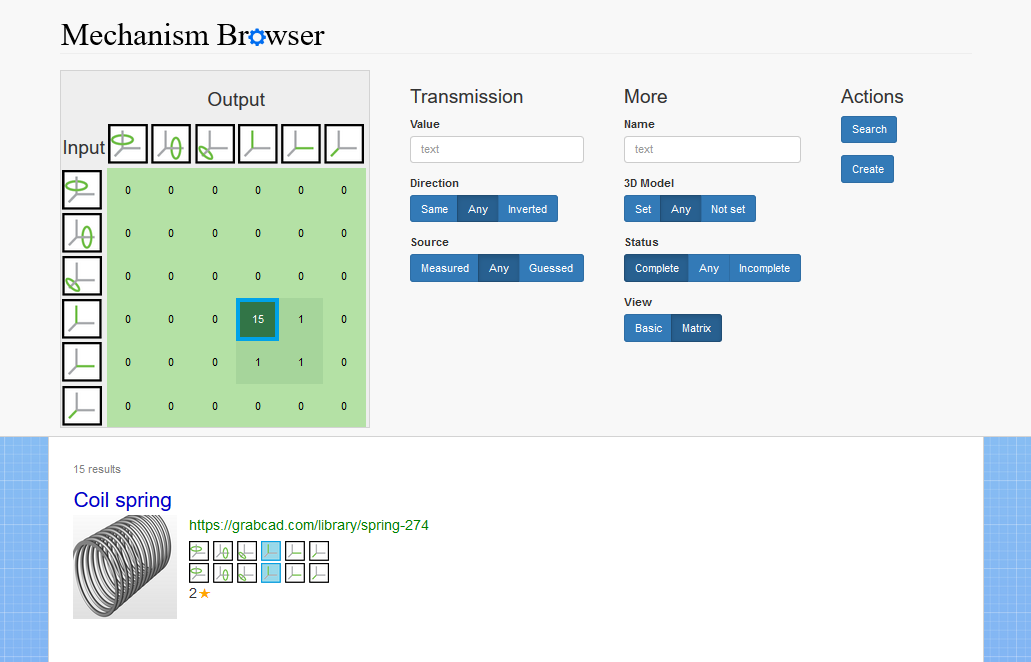 Mechanism Browser
Output
Input
0 0 0 0 0 0
0 0 0 0 0 0
0 0 0 0 0 0
0 0 0 15 1 0
0 0 0 1 1 0
0 0 0 0 0 0
Transmission
Value
text
Direction
Same Any Inverted
Source
Measured Any Guessed
More
Name
text
3D Model
Set Any Not set
Status
Complete Any Incomplete
View
Basic Matrix
Actions
Search
Create
15 results
Coil spring
https://grabcad.com/library/spring-274
2★